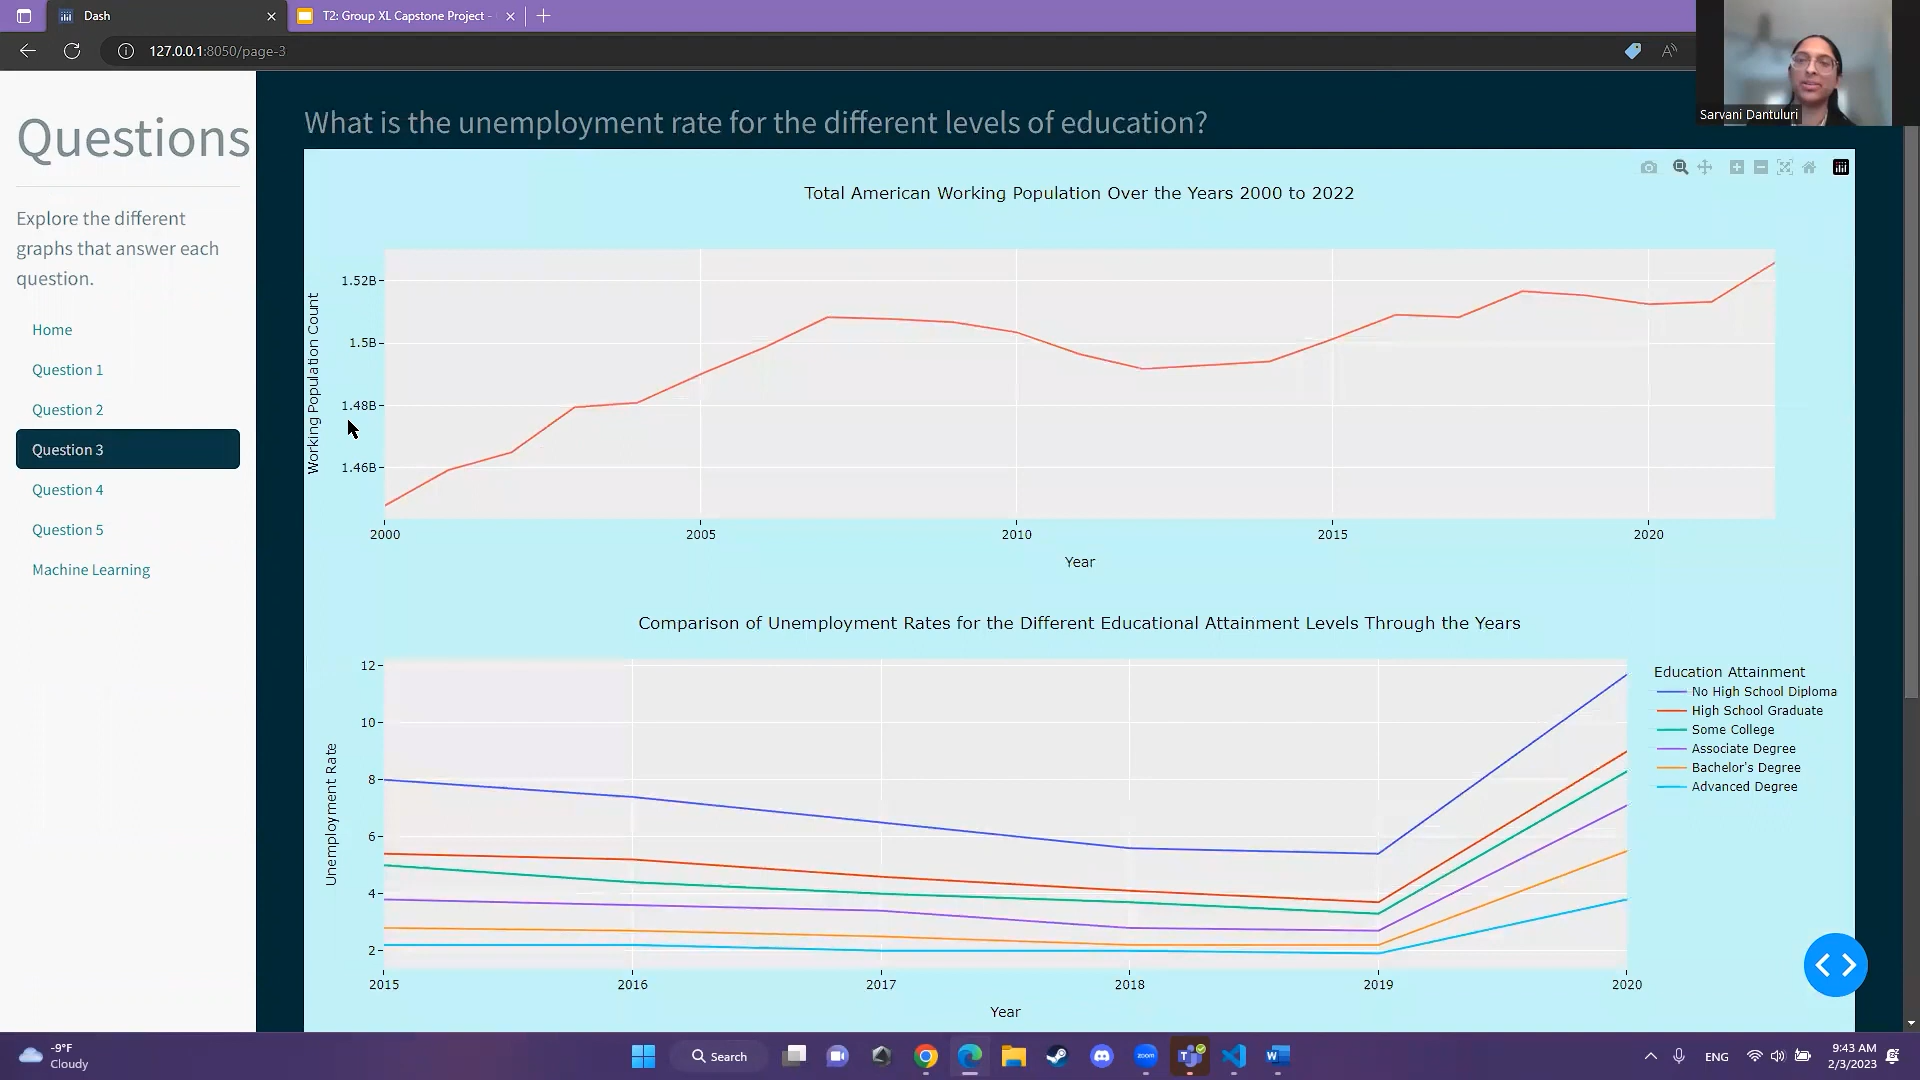 Dash
T2: Group XL Capstone Project -
127.0.0.1:8050/page-3
Sarvani Dantuluri
Questions
Explore the different
graphs that answer each
question.
Home
Question 1
Question 2
Question 3
Question 4
Question 5
Machine Learning
What is the unemployment rate for the different levels of education?
Total American Working Population Over the Years 2000 to 2022
Working Population Count
1.52B
1.5B
1.48B
1.46B
2000 2005 2010 2015 2020
Year
Comparison of Unemployment Rates for the Different Educational Attainment Levels Through the Years
Unemployment Rate
12
10
8
6
4
2
2015 2016 2017 2018 2019 2020
Year
Education Attainment
No High School Diploma
High School Graduate
Some College
Associate Degree
Bachelor's Degree
Advanced Degree
-9°F
Cloudy
Search
zoom
ENG
9:43 AM
2/3/2023